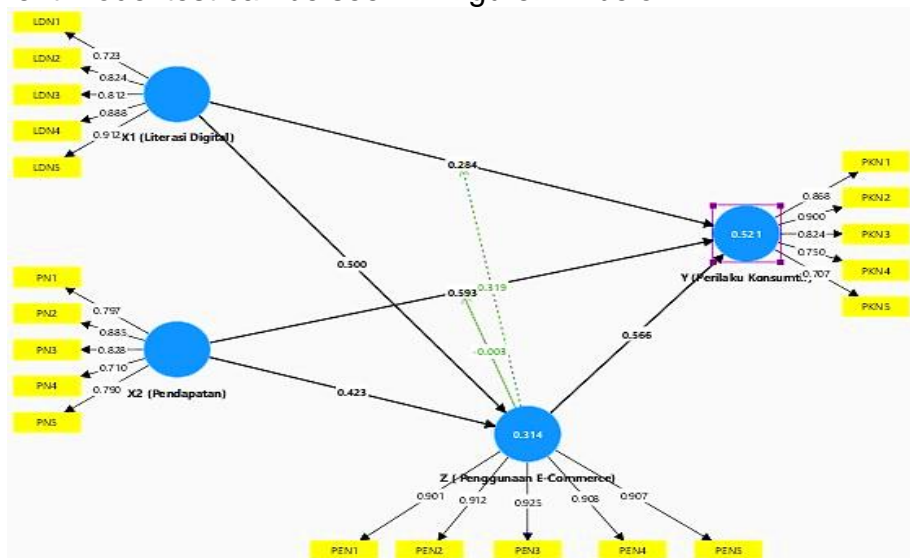 LDN1
LDN2
LDN3
LDN4
LDN5
0.723
0.824
0.812
0.888
0.912
X1 (Literasi Digital)
0.284
0.500
PN1
PN2
PN3
PN4
PN5
0.797
0.885
0.828
0.710
0.790
X2 (Pendapatan)
0.593
0.319
-0.003
0.423
0.566
PKN1
PKN2
PKN3
PKN4
PKN5
0.868
0.900
0.824
0.750
0.707
0.521
Y (Perilaku Konsumt...
0.314
Z ( Penggunaan E-Commerce)
0.901
0.912
0.925
0.908
0.907
PEN1
PEN2
PEN3
PEN4
PEN5